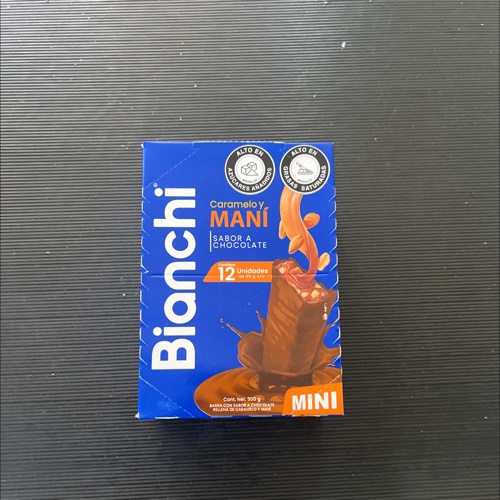 Bianchi
ALTO EN
AZÚCARES AÑADIDOS
ALTO EN
GRASAS SATURADAS
Caramelo y
MANÍ
SABOR A
CHOCOLATE
12 Unidades
MINI
Cont. Net. 300 g
BARRA CON SABOR A CHOCOLATE
RELLENA DE CARAMELO Y MANÍ